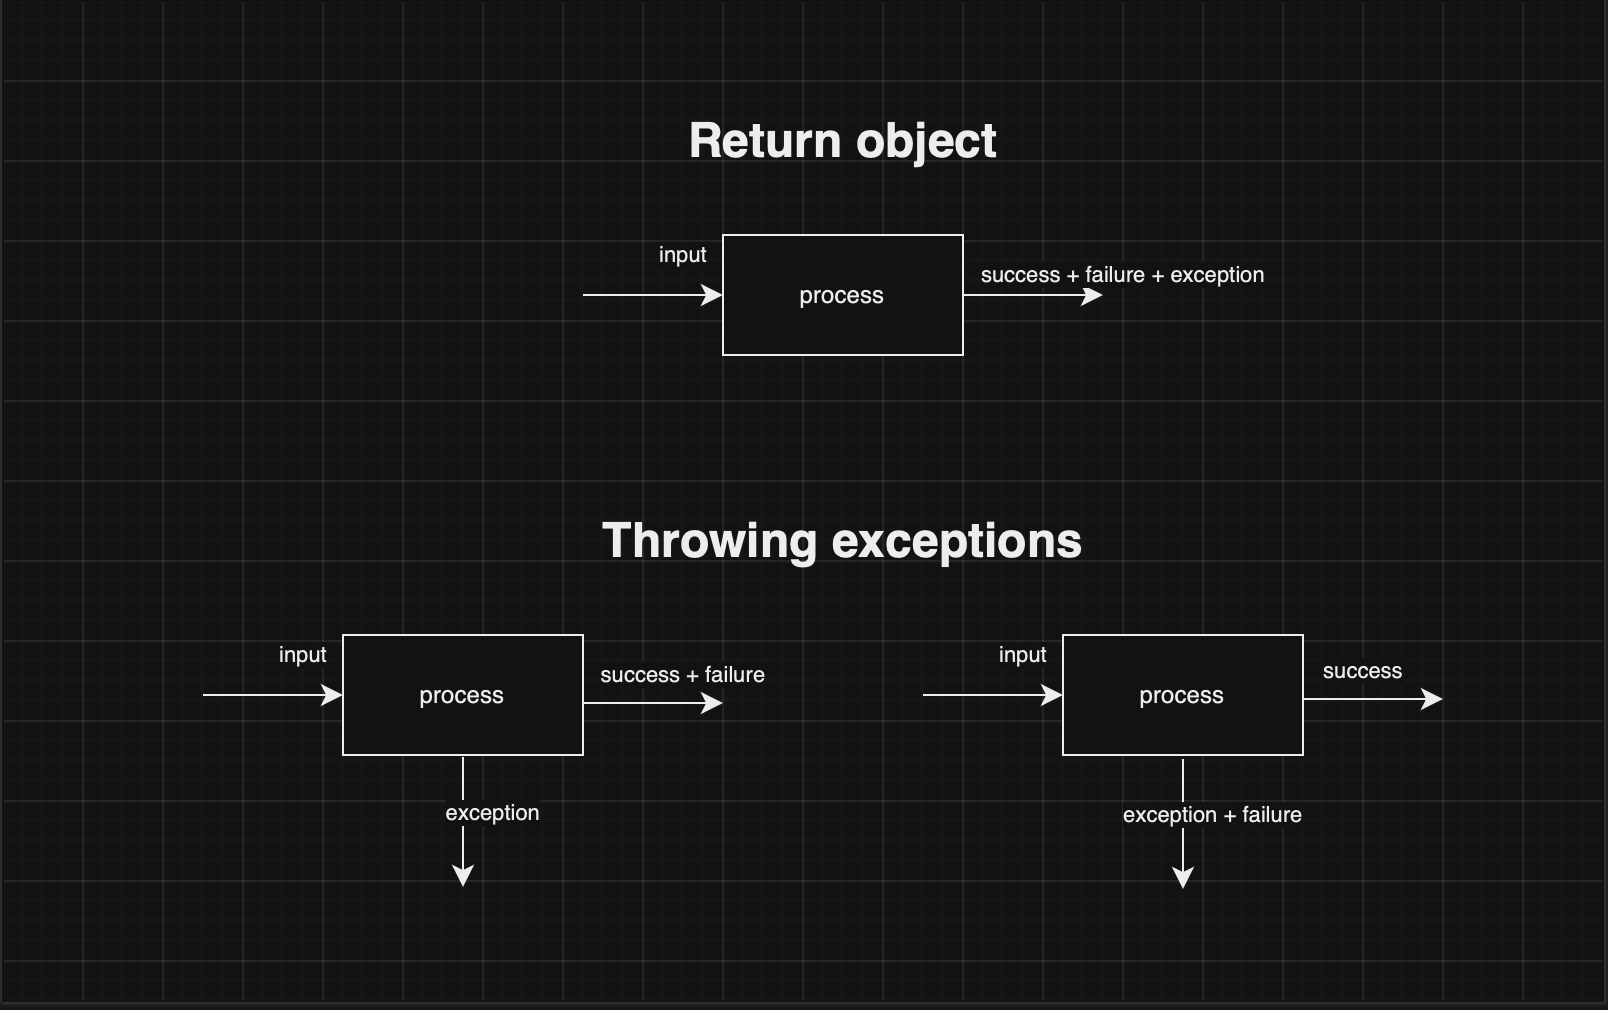 Return object
input
process
success + failure + exception
Throwing exceptions
input
process
success + failure
exception
input
process
success
exception + failure